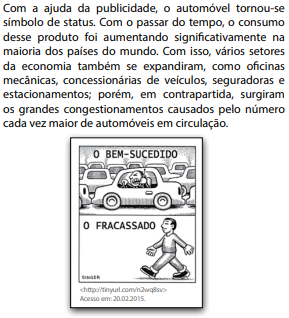 Com a ajuda da publicidade, o automóvel tornou-se
símbolo de status. Com o passar do tempo, o consumo
desse produto foi aumentando significativamente na
maioria dos países do mundo. Com isso, vários setores
da economia também se expandiram, como oficinas
mecânicas, concessionárias de veículos, seguradoras e
estacionamentos; porém, em contrapartida, surgiram
os grandes congestionamentos causados pelo número
cada vez maior de automóveis em circulação.
O BEM-SUCEDIDO
O FRACASSADO
SINGER
<http://tinyurl.com/n2wq8sv>
Acesso em: 20.02.2015.